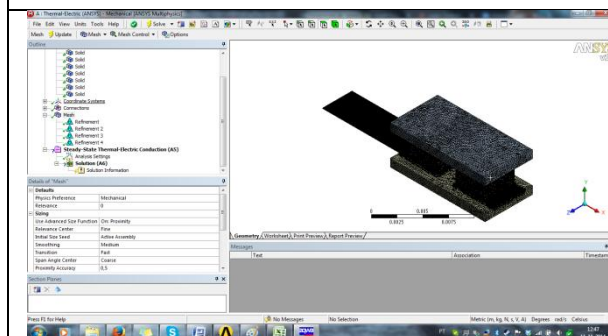 A : Thermal-Electric (ANSYS) - Mechanical [ANSYS Multiphysics]
File Edit View Units Tools Help Solve
Mesh Update Mesh Mesh Control Options
Outline
Solid
Solid
Solid
Solid
Solid
Solid
Coordinate Systems
Connections
Mesh
Refinement
Refinement 2
Refinement 3
Refinement 4
Steady-State Thermal-Electric Conduction (A5)
Analysis Settings
Solution (A6)
Solution Information
Details of "Mesh"
Defaults
Physics Preference Mechanical
Relevance 0
Sizing
Use Advanced Size Function On: Proximity
Relevance Center Fine
Initial Size Seed Active Assembly
Smoothing Medium
Transition Fast
Span Angle Center Coarse
Proximity Accuracy 0,5
Section Planes
0 0,015
0,0025 0,0075
Geometry Worksheet Print Preview Report Preview
Messages
Text Association Timestamp
Press F1 for Help No Messages No Selection Metric (m, kg, N, s, V, A) Degrees rad/s Celsius
PT 13:47